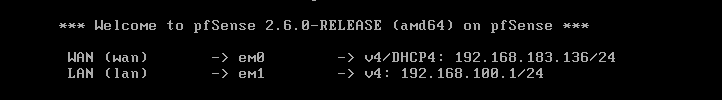 *** Welcome to pfSense 2.6.0-RELEASE (amd64) on pfSense ***
WAN (wan) -> em0 -> v4/DHCP4: 192.168.183.136/24
LAN (lan) -> em1 -> v4: 192.168.100.1/24